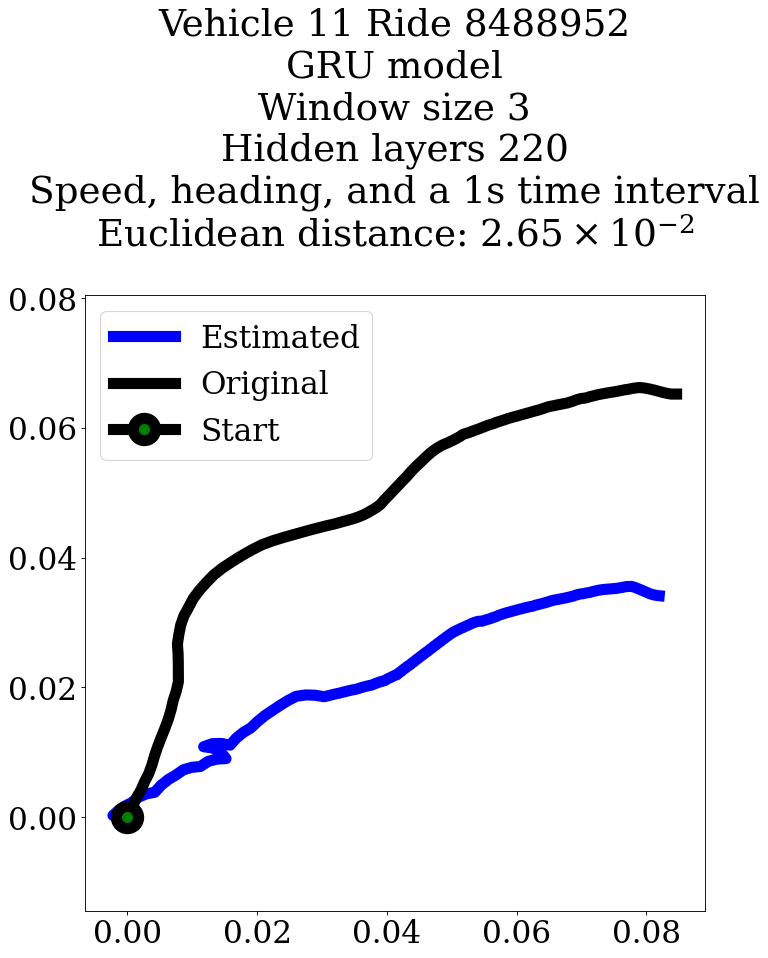 Vehicle 11 Ride 8488952
GRU model
Window size 3
Hidden layers 220
Speed, heading, and a 1s time interval
Euclidean distance: 2.65 × 10⁻²
0.08
Estimated
Original
Start
0.06
0.04
0.02
0.00
0.00 0.02 0.04 0.06 0.08